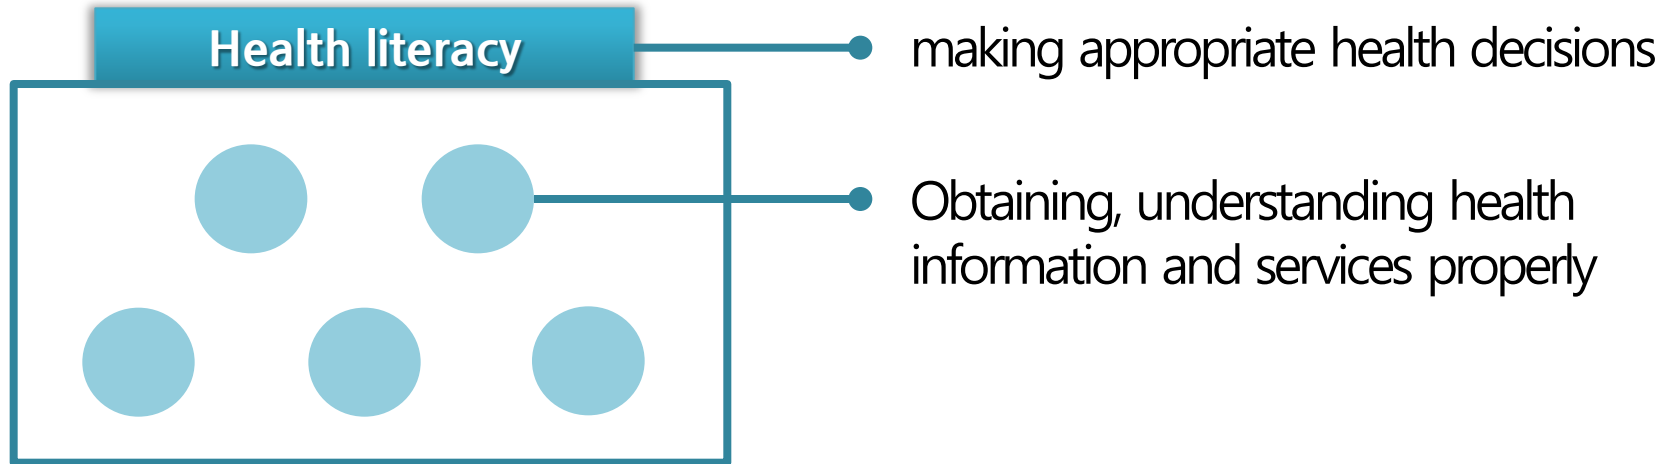 Health literacy
making appropriate health decisions
Obtaining, understanding health
information and services properly